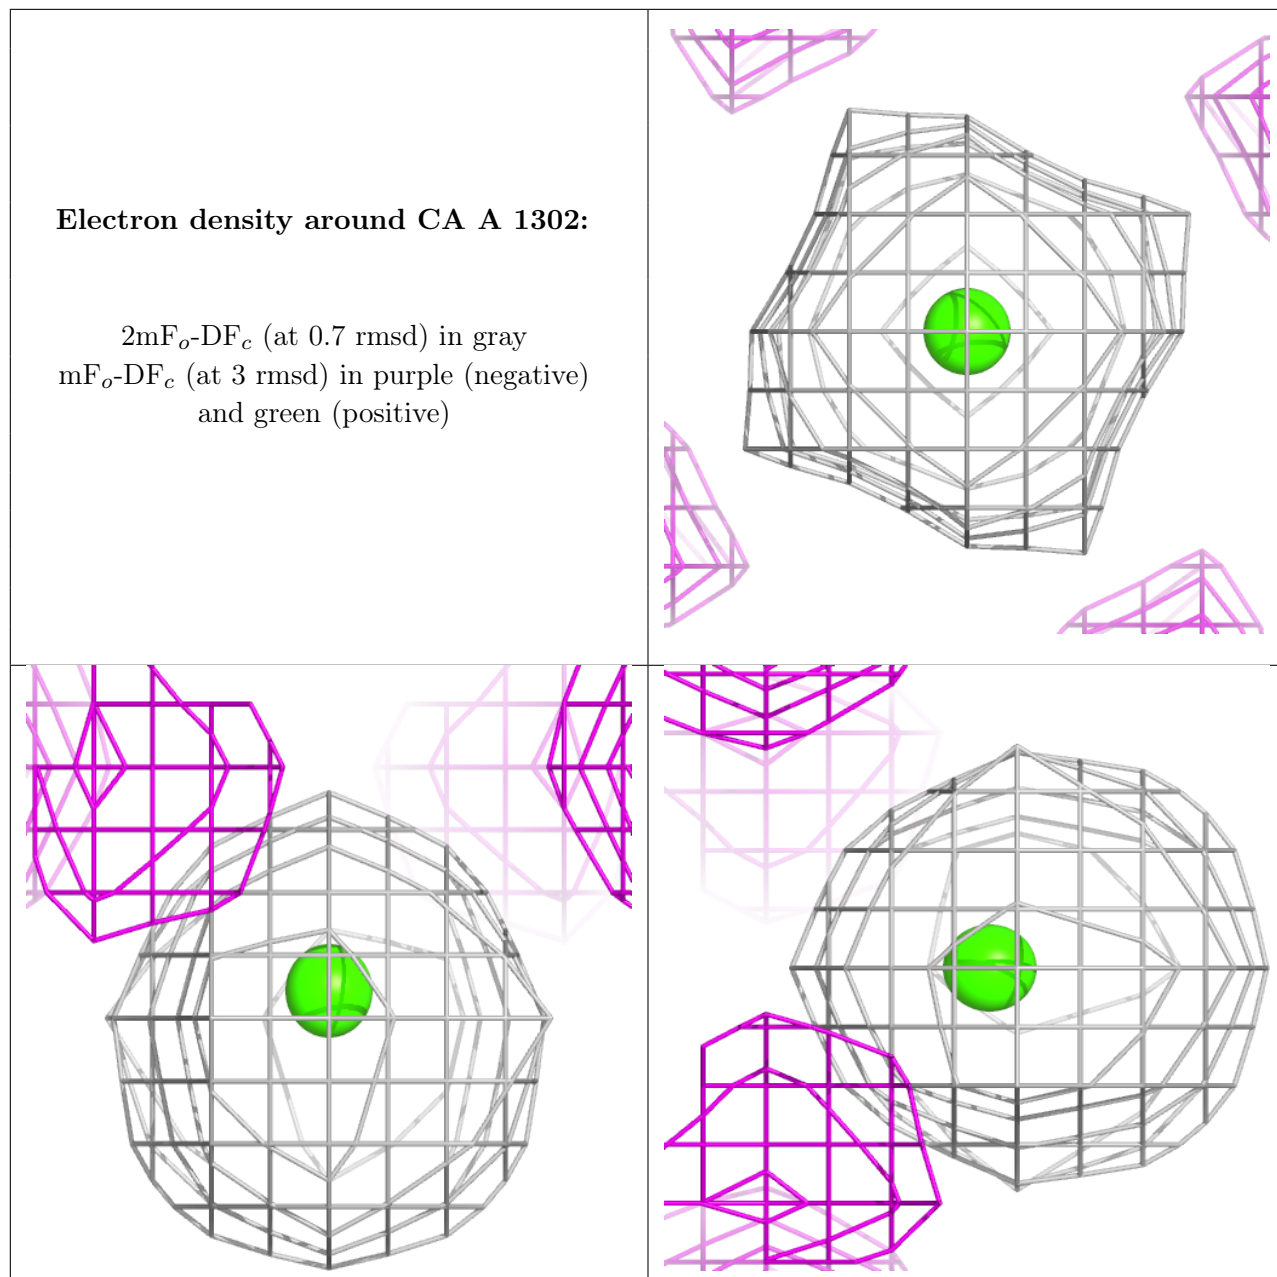 Electron density around CA A 1302:
2mFₒ-DF𝒸 (at 0.7 rmsd) in gray
mFₒ-DF𝒸 (at 3 rmsd) in purple (negative)
and green (positive)